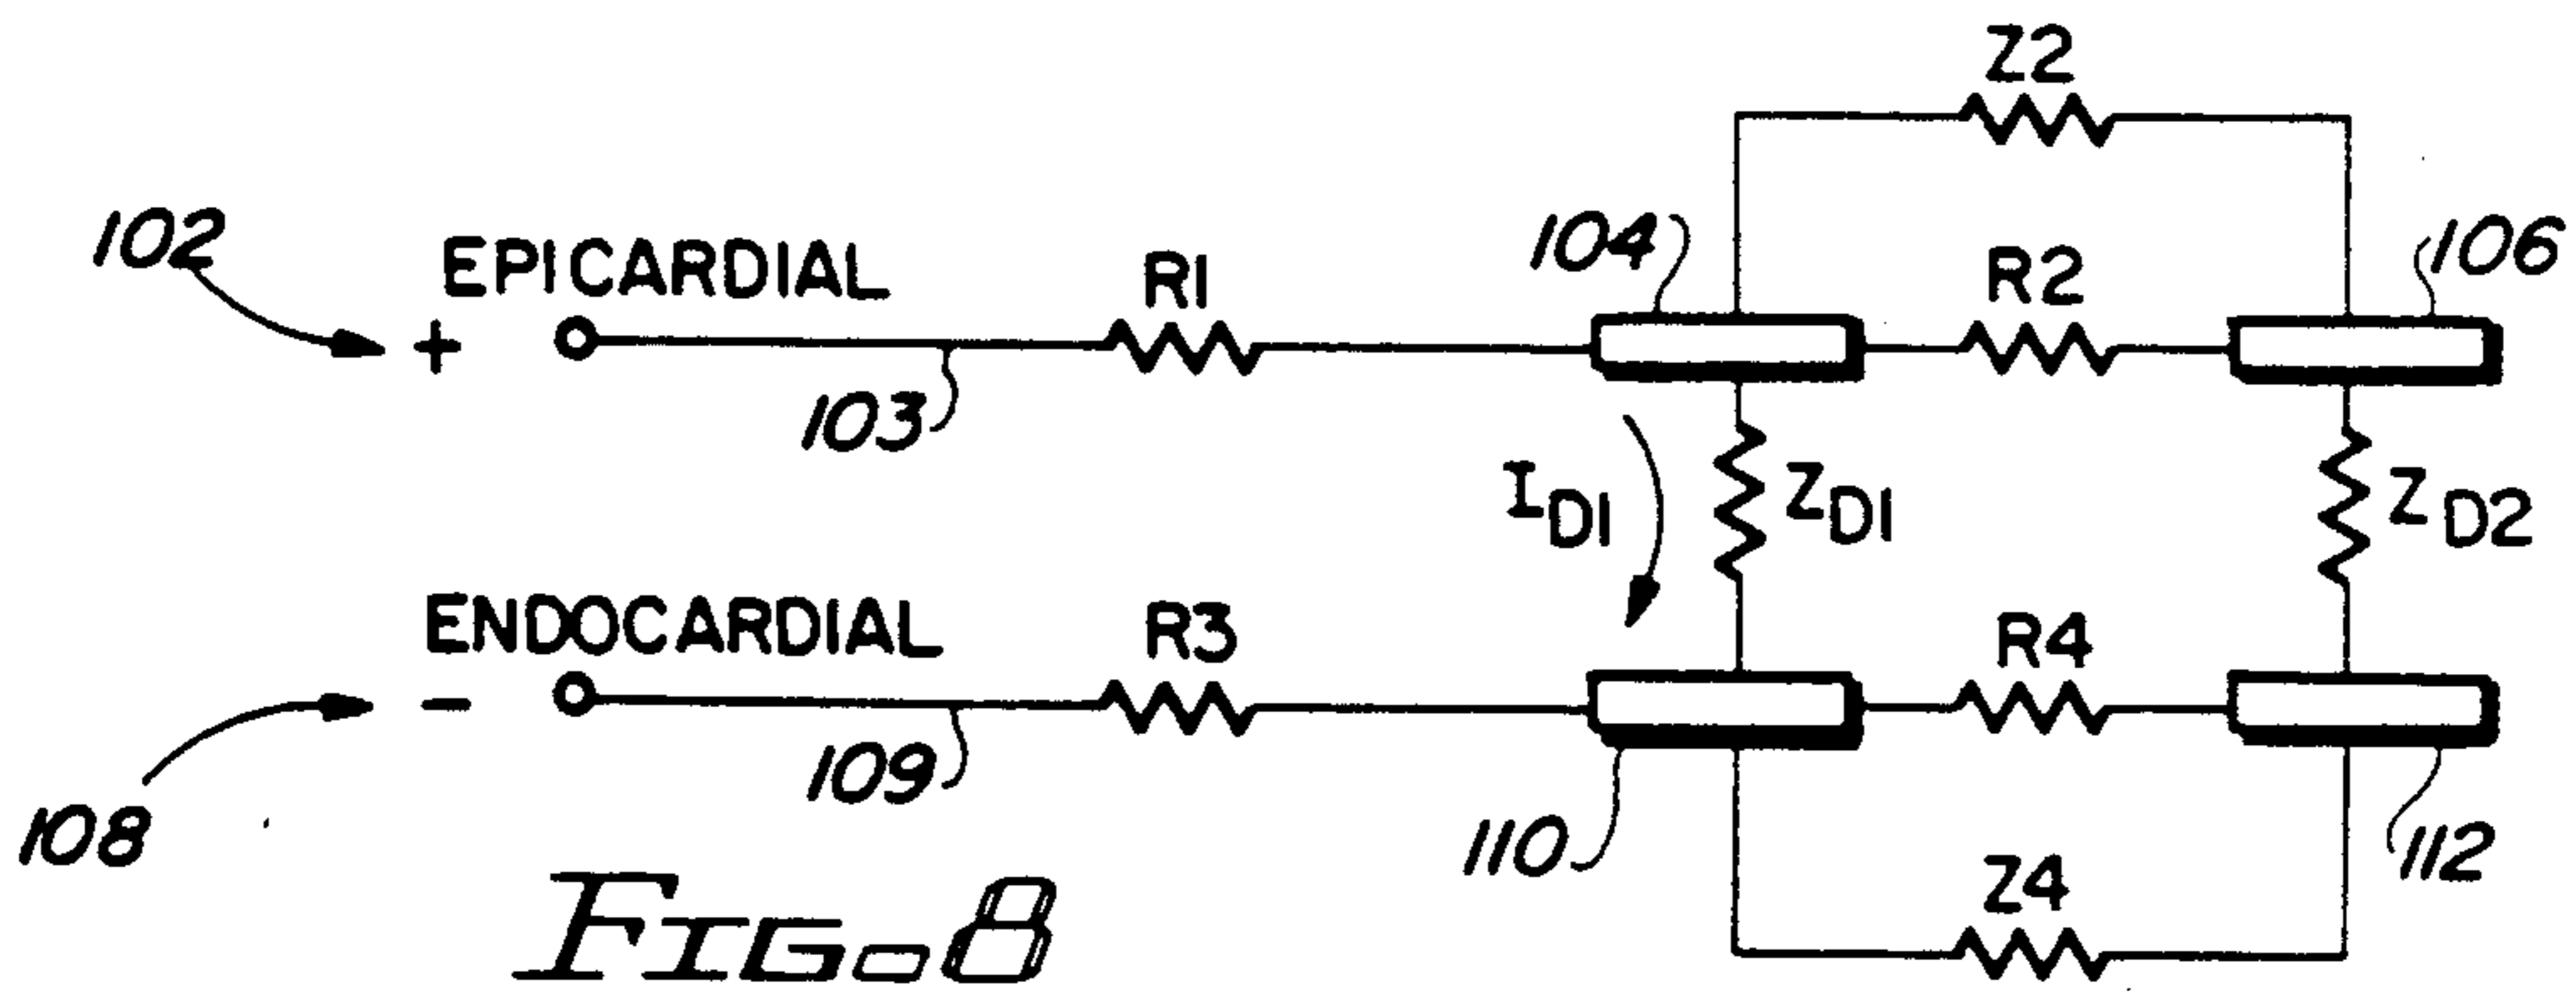 Z2
102
EPICARDIAL
R1
104
R2
106
+
103
I D1
Z D1
Z D2
ENDOCARDIAL
R3
R4
-
109
108
110
112
Z4
FIG-8